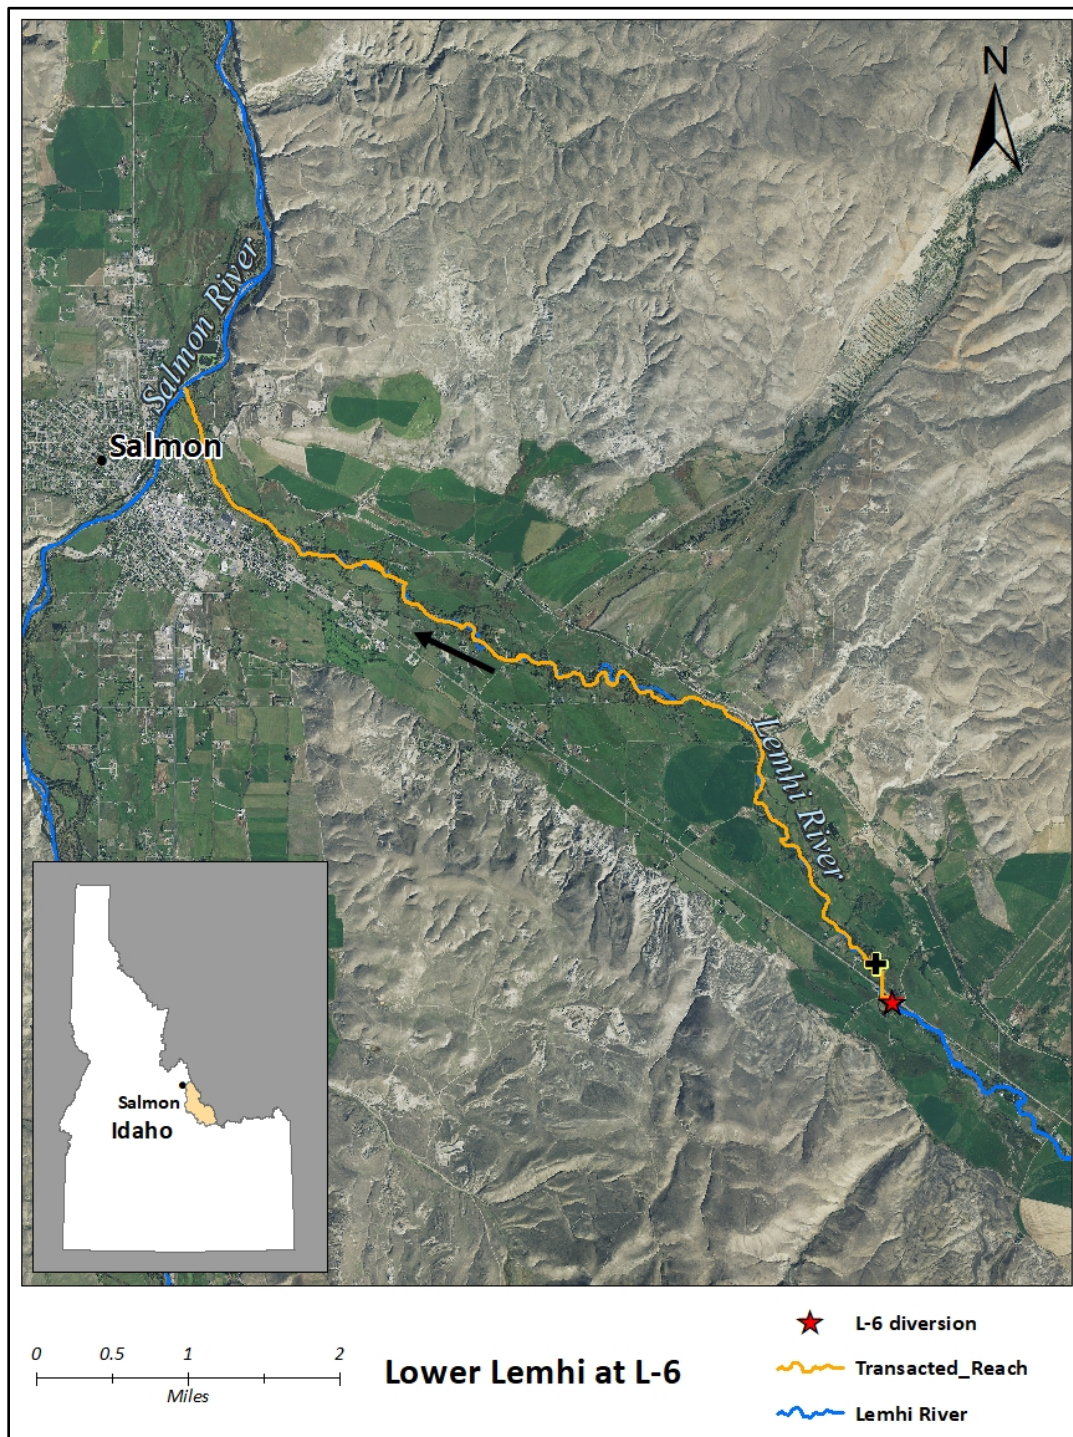 N
Salmon River
Salmon
Lemhi River
Salmon
Idaho
0 0.5 1 2
Miles
Lower Lemhi at L-6
L-6 diversion
Transacted_Reach
Lemhi River